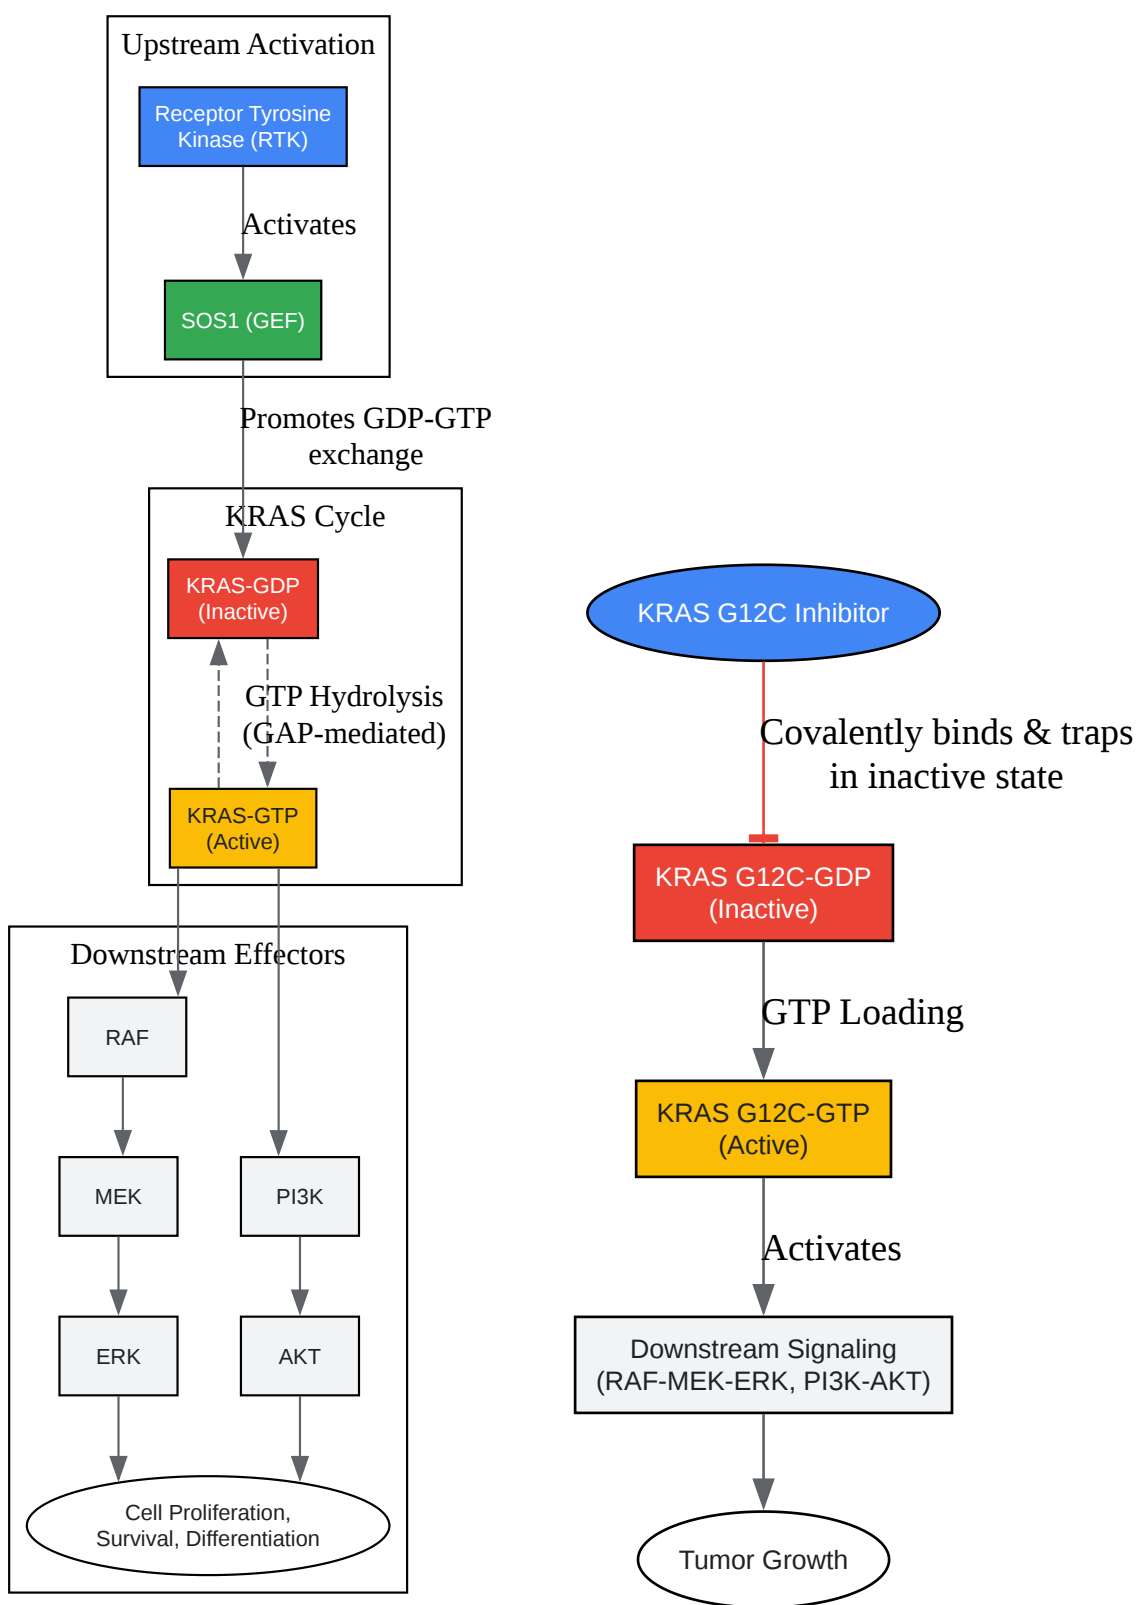 Upstream Activation
Receptor Tyrosine
Kinase (RTK)
Activates
SOS1 (GEF)
Promotes GDP-GTP
exchange
KRAS Cycle
KRAS-GDP
(Inactive)
GTP Hydrolysis
(GAP-mediated)
KRAS-GTP
(Active)
Downstream Effectors
RAF
MEK
PI3K
ERK
AKT
Cell Proliferation,
Survival, Differentiation
KRAS G12C Inhibitor
Covalently binds & traps
in inactive state
KRAS G12C-GDP
(Inactive)
GTP Loading
KRAS G12C-GTP
(Active)
Activates
Downstream Signaling
(RAF-MEK-ERK, PI3K-AKT)
Tumor Growth